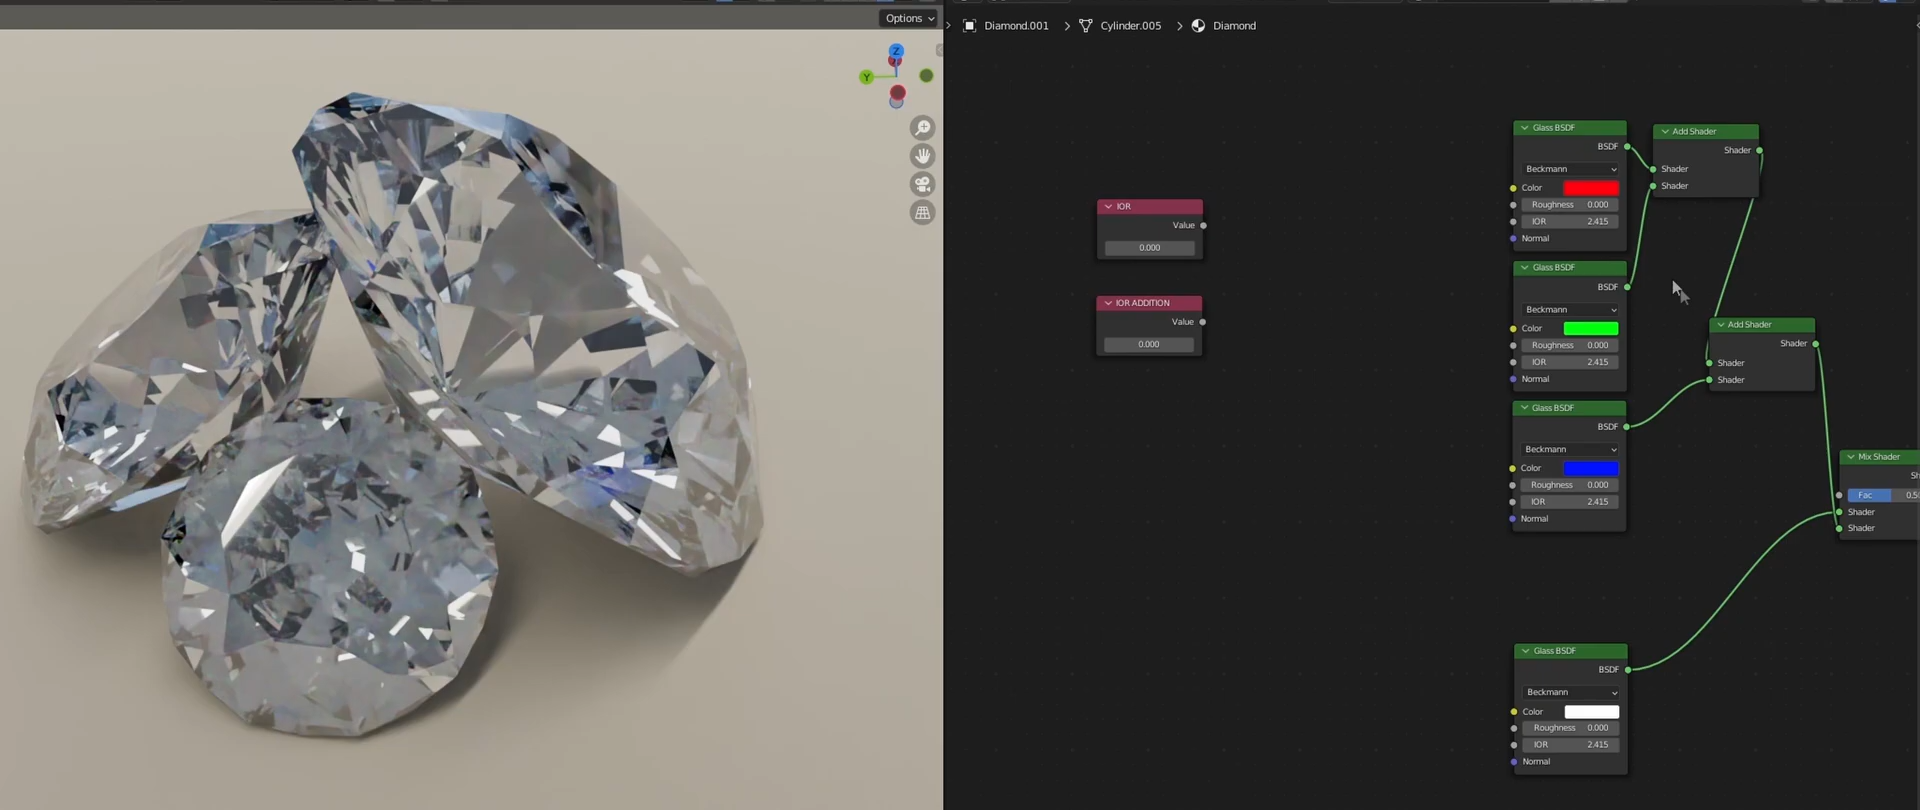 Options
Diamond.001 > Cylinder.005 > Diamond
Z
Y
IOR
Value
0.000
IOR ADDITION
Value
0.000
Glass BSDF
BSDF
Beckmann
Color
Roughness 0.000
IOR 2.415
Normal
Glass BSDF
BSDF
Beckmann
Color
Roughness 0.000
IOR 2.415
Normal
Glass BSDF
BSDF
Beckmann
Color
Roughness 0.000
IOR 2.415
Normal
Add Shader
Shader
Shader
Shader
Add Shader
Shader
Shader
Shader
Mix Shader
Sh
Fac 0.50
Shader
Shader
Glass BSDF
BSDF
Beckmann
Color
Roughness 0.000
IOR 2.415
Normal